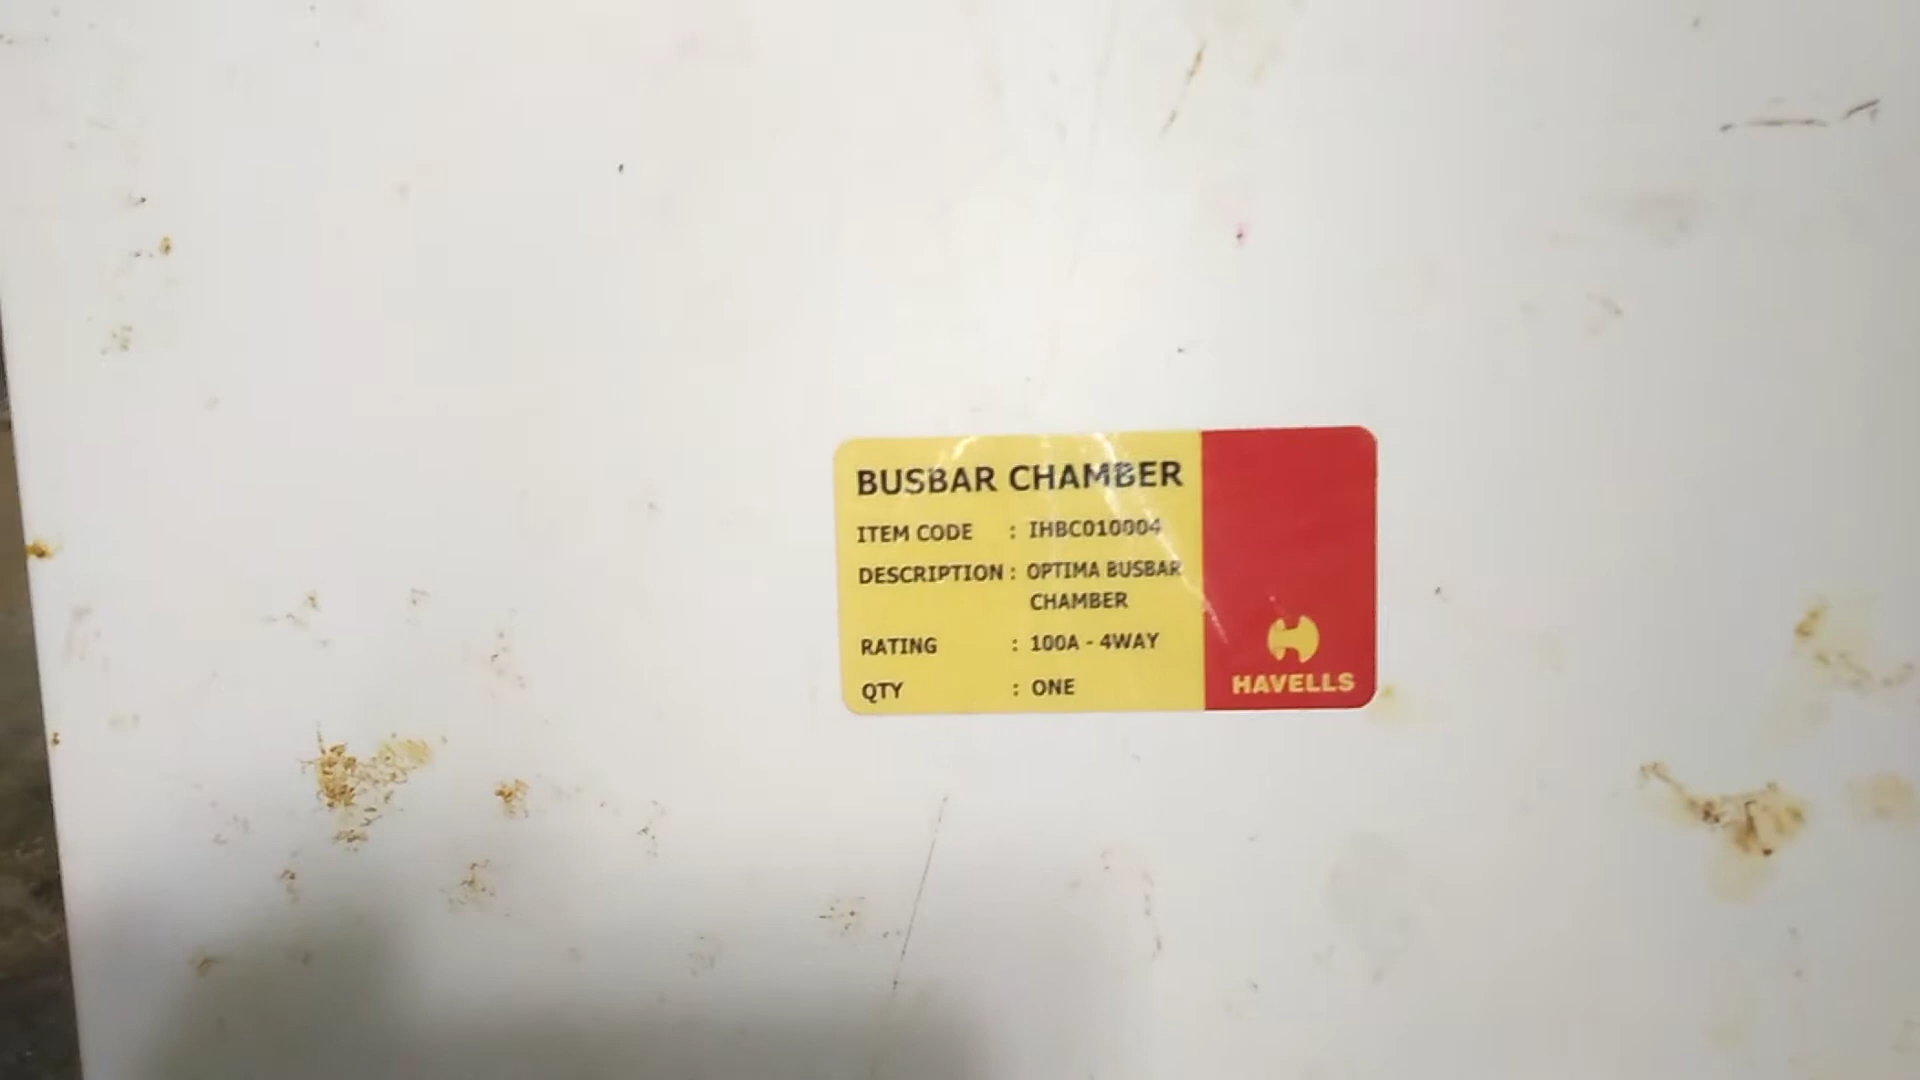 BUSBAR CHAMBER
ITEM CODE : IHBC010004
DESCRIPTION : OPTIMA BUSBAR
CHAMBER
RATING : 100A - 4WAY
QTY : ONE
HAVELLS